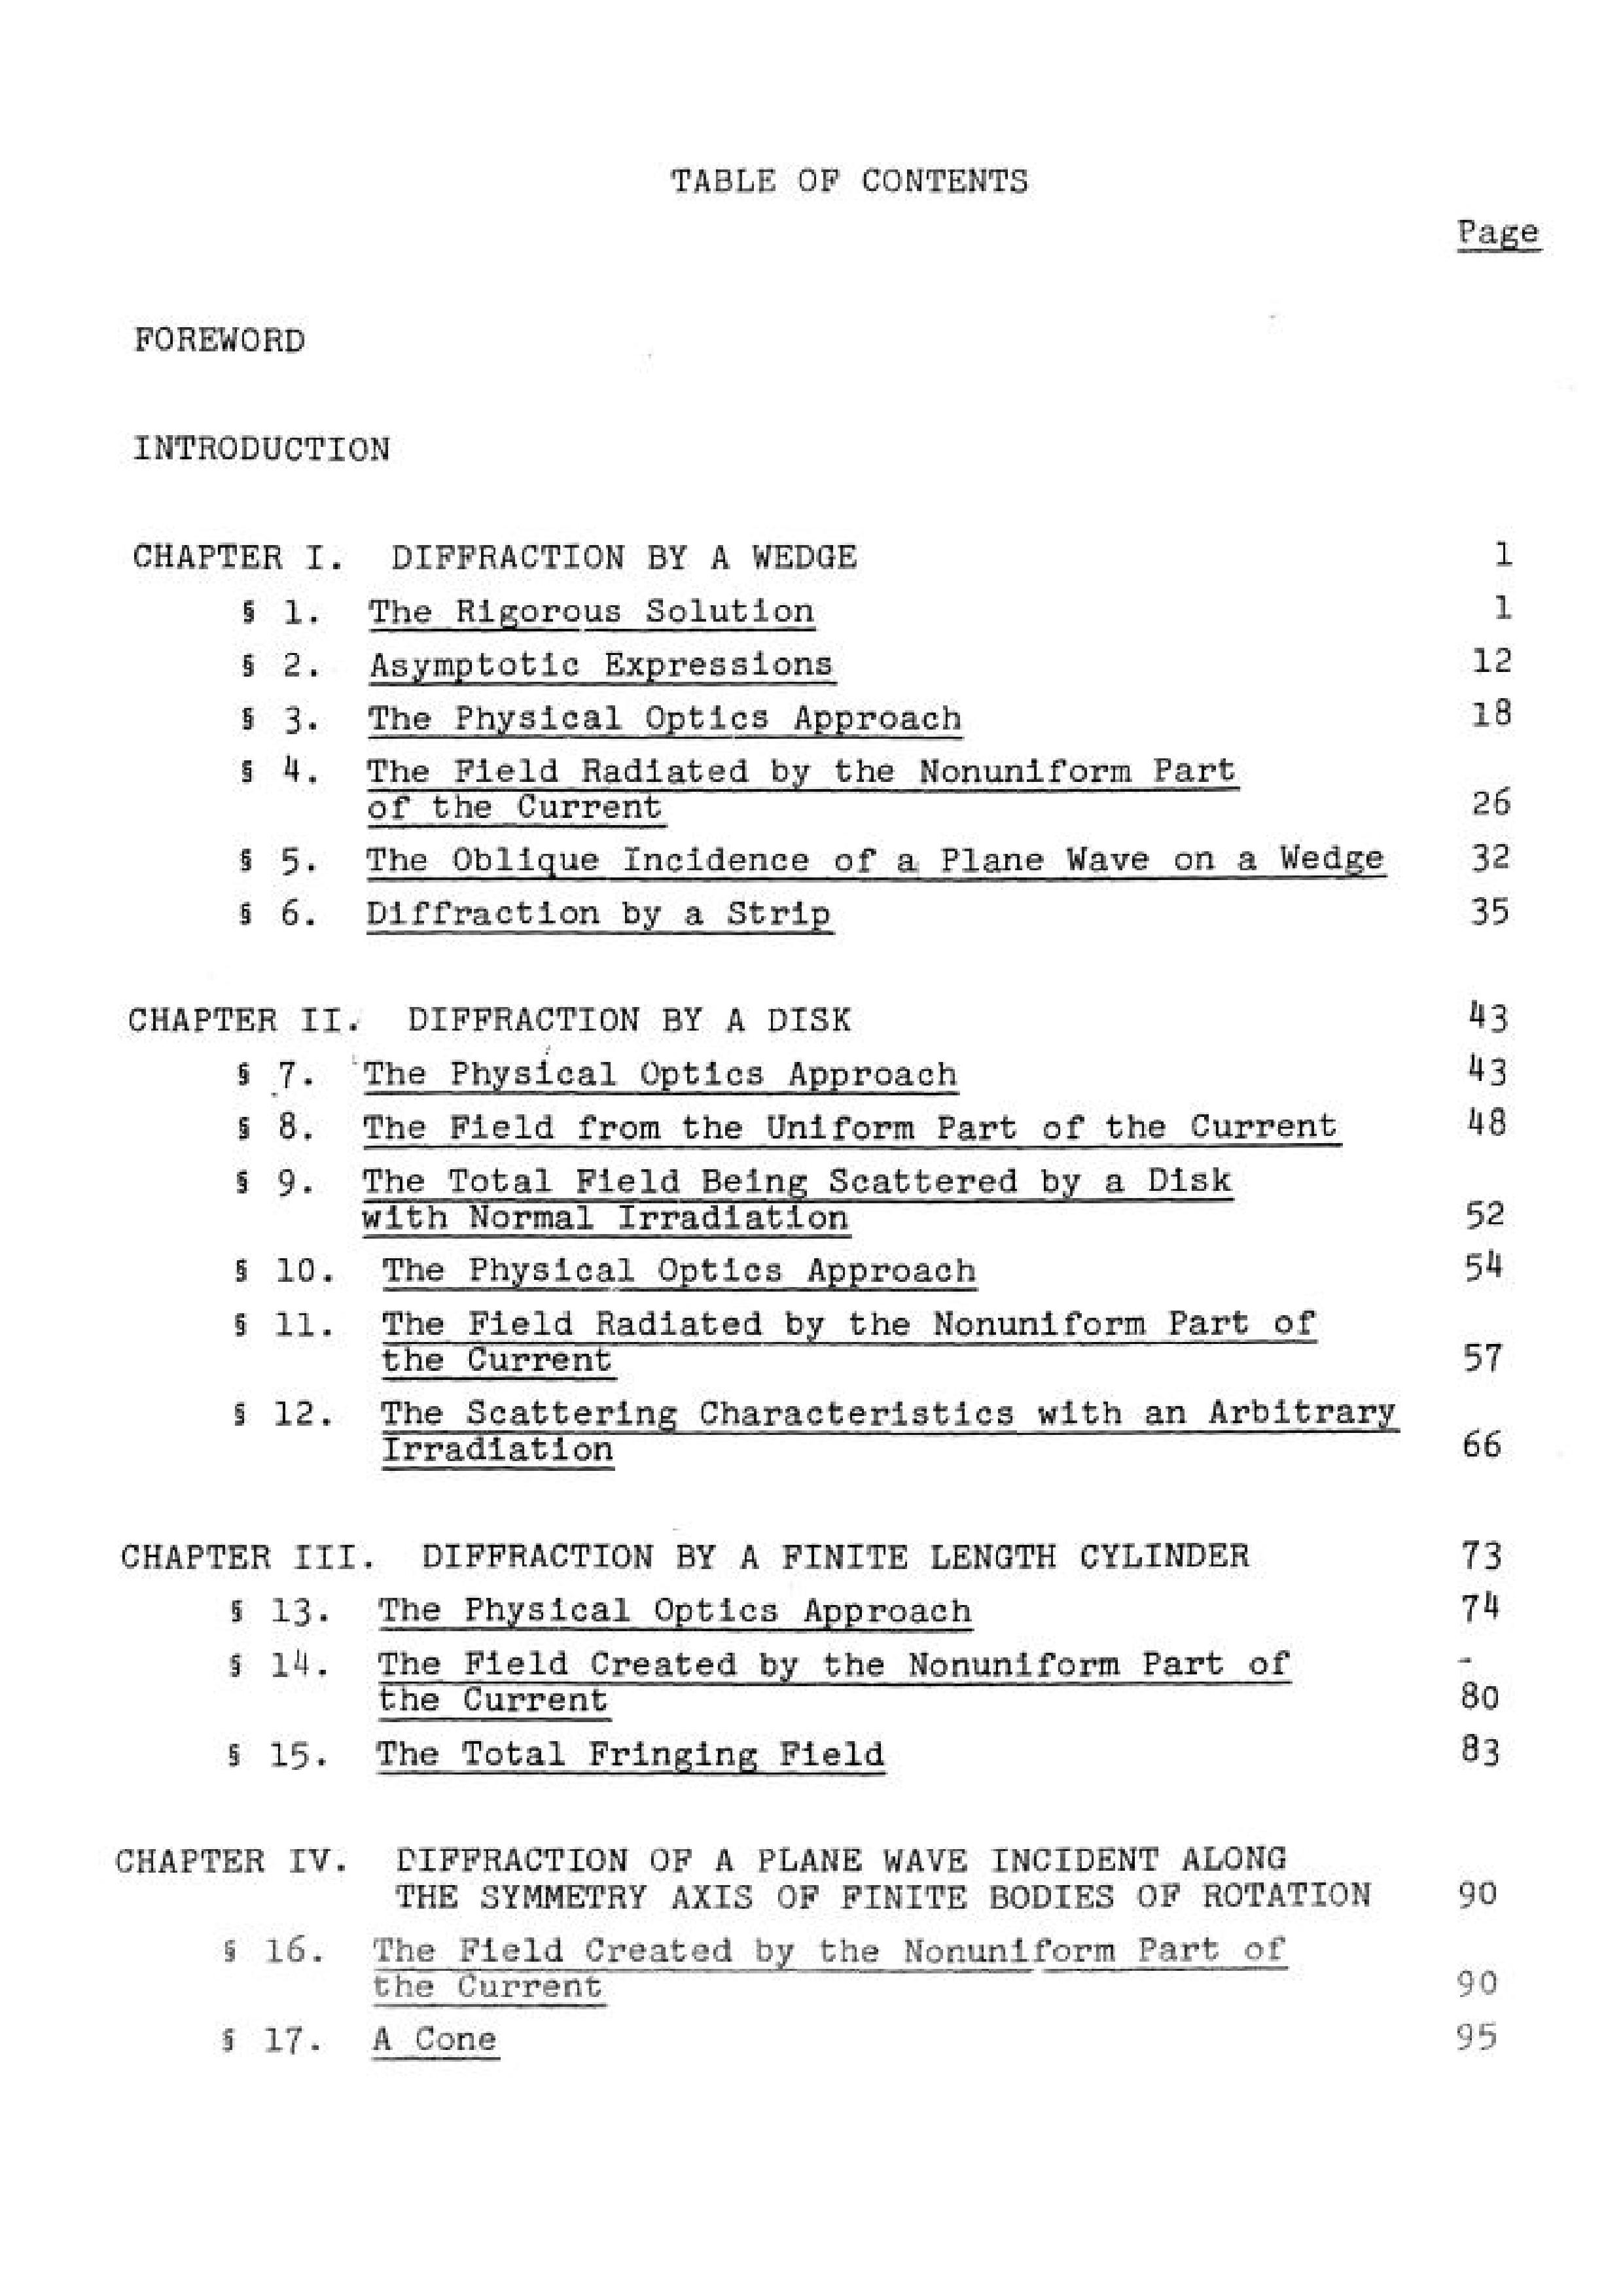 TABLE OF CONTENTS
Page
FOREWORD
INTRODUCTION
CHAPTER I. DIFFRACTION BY A WEDGE 1
§ 1. The Rigorous Solution 1
§ 2. Asymptotic Expressions 12
§ 3. The Physical Optics Approach 18
§ 4. The Field Radiated by the Nonuniform Part
of the Current 26
§ 5. The Oblique Incidence of a Plane Wave on a Wedge 32
§ 6. Diffraction by a Strip 35
CHAPTER II. DIFFRACTION BY A DISK 43
§ 7. The Physical Optics Approach 43
§ 8. The Field from the Uniform Part of the Current 48
§ 9. The Total Field Being Scattered by a Disk
with Normal Irradiation 52
§ 10. The Physical Optics Approach 54
§ 11. The Field Radiated by the Nonuniform Part of
the Current 57
§ 12. The Scattering Characteristics with an Arbitrary
Irradiation 66
CHAPTER III. DIFFRACTION BY A FINITE LENGTH CYLINDER 73
§ 13. The Physical Optics Approach 74
§ 14. The Field Created by the Nonuniform Part of
the Current 80
§ 15. The Total Fringing Field 83
CHAPTER IV. DIFFRACTION OF A PLANE WAVE INCIDENT ALONG
THE SYMMETRY AXIS OF FINITE BODIES OF ROTATION 90
§ 16. The Field Created by the Nonuniform Part of
the Current 90
§ 17. A Cone 95